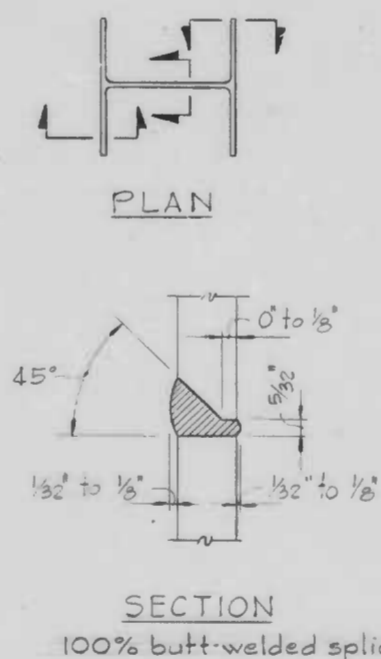 PLAN
0" to 1/8"
45°
5/32"
1/32" to 1/8"
1/32" to 1/8"
SECTION
100% butt-welded